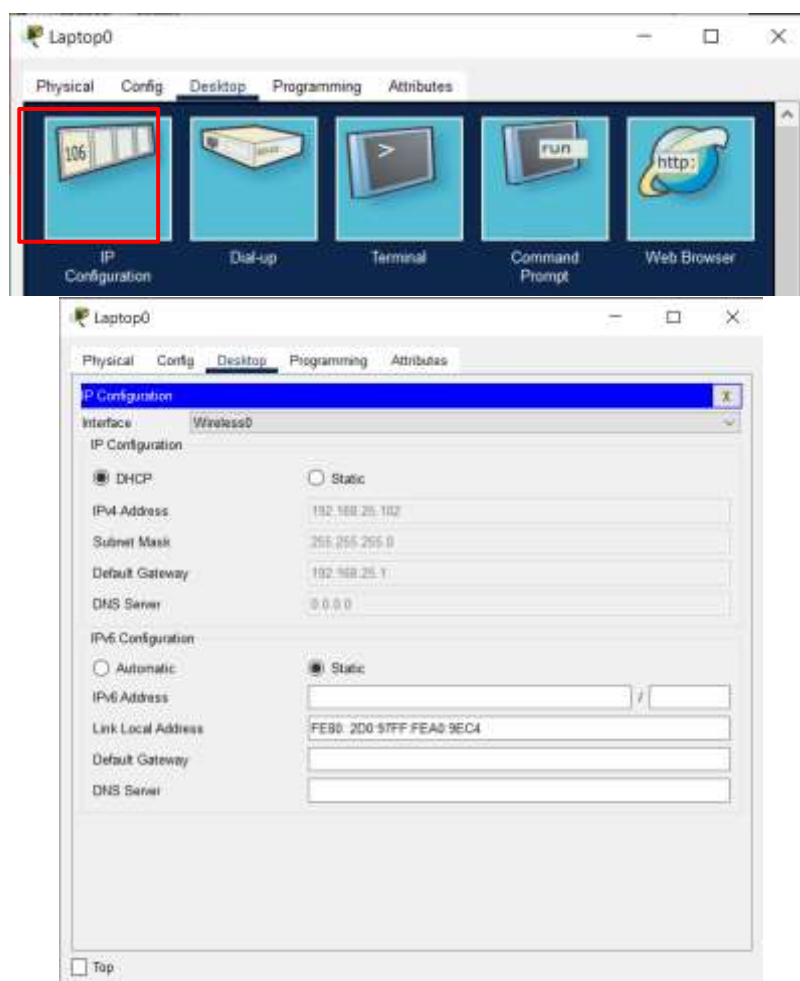 Laptop0
Physical Config Desktop Programming Attributes
106 > run http:
IP Configuration
Dial-up
Terminal
Command Prompt
Web Browser
Laptop0
Physical Config Desktop Programming Attributes
IP Configuration X
Interface Wireless0
IP Configuration
DHCP Static
IPv4 Address 192.168.25.102
Subnet Mask 255.255.255.0
Default Gateway 192.168.25.1
DNS Server 0.0.0.0
IPv6 Configuration
Automatic Static
IPv6 Address /
Link Local Address FE80::2D0:97FF:FEA0:9EC4
Default Gateway
DNS Server
Top